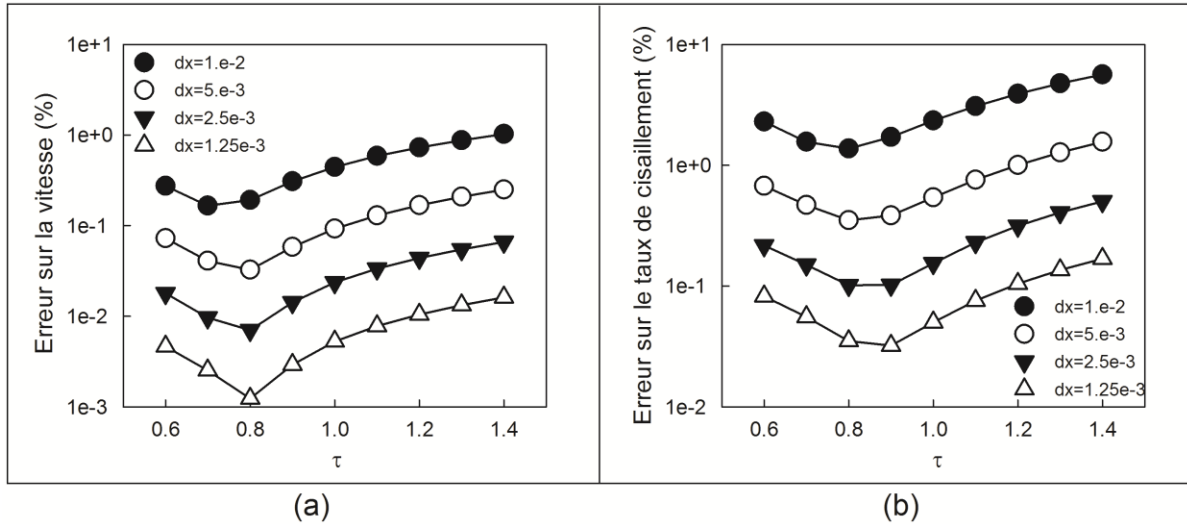 Erreur sur la vitesse (%)
1e+1
1e+0
1e-1
1e-2
1e-3
dx=1.e-2
dx=5.e-3
dx=2.5e-3
dx=1.25e-3
0.6 0.8 1.0 1.2 1.4
τ
(a)
Erreur sur le taux de cisaillement (%)
1e+1
1e+0
1e-1
1e-2
dx=1.e-2
dx=5.e-3
dx=2.5e-3
dx=1.25e-3
0.6 0.8 1.0 1.2 1.4
τ
(b)